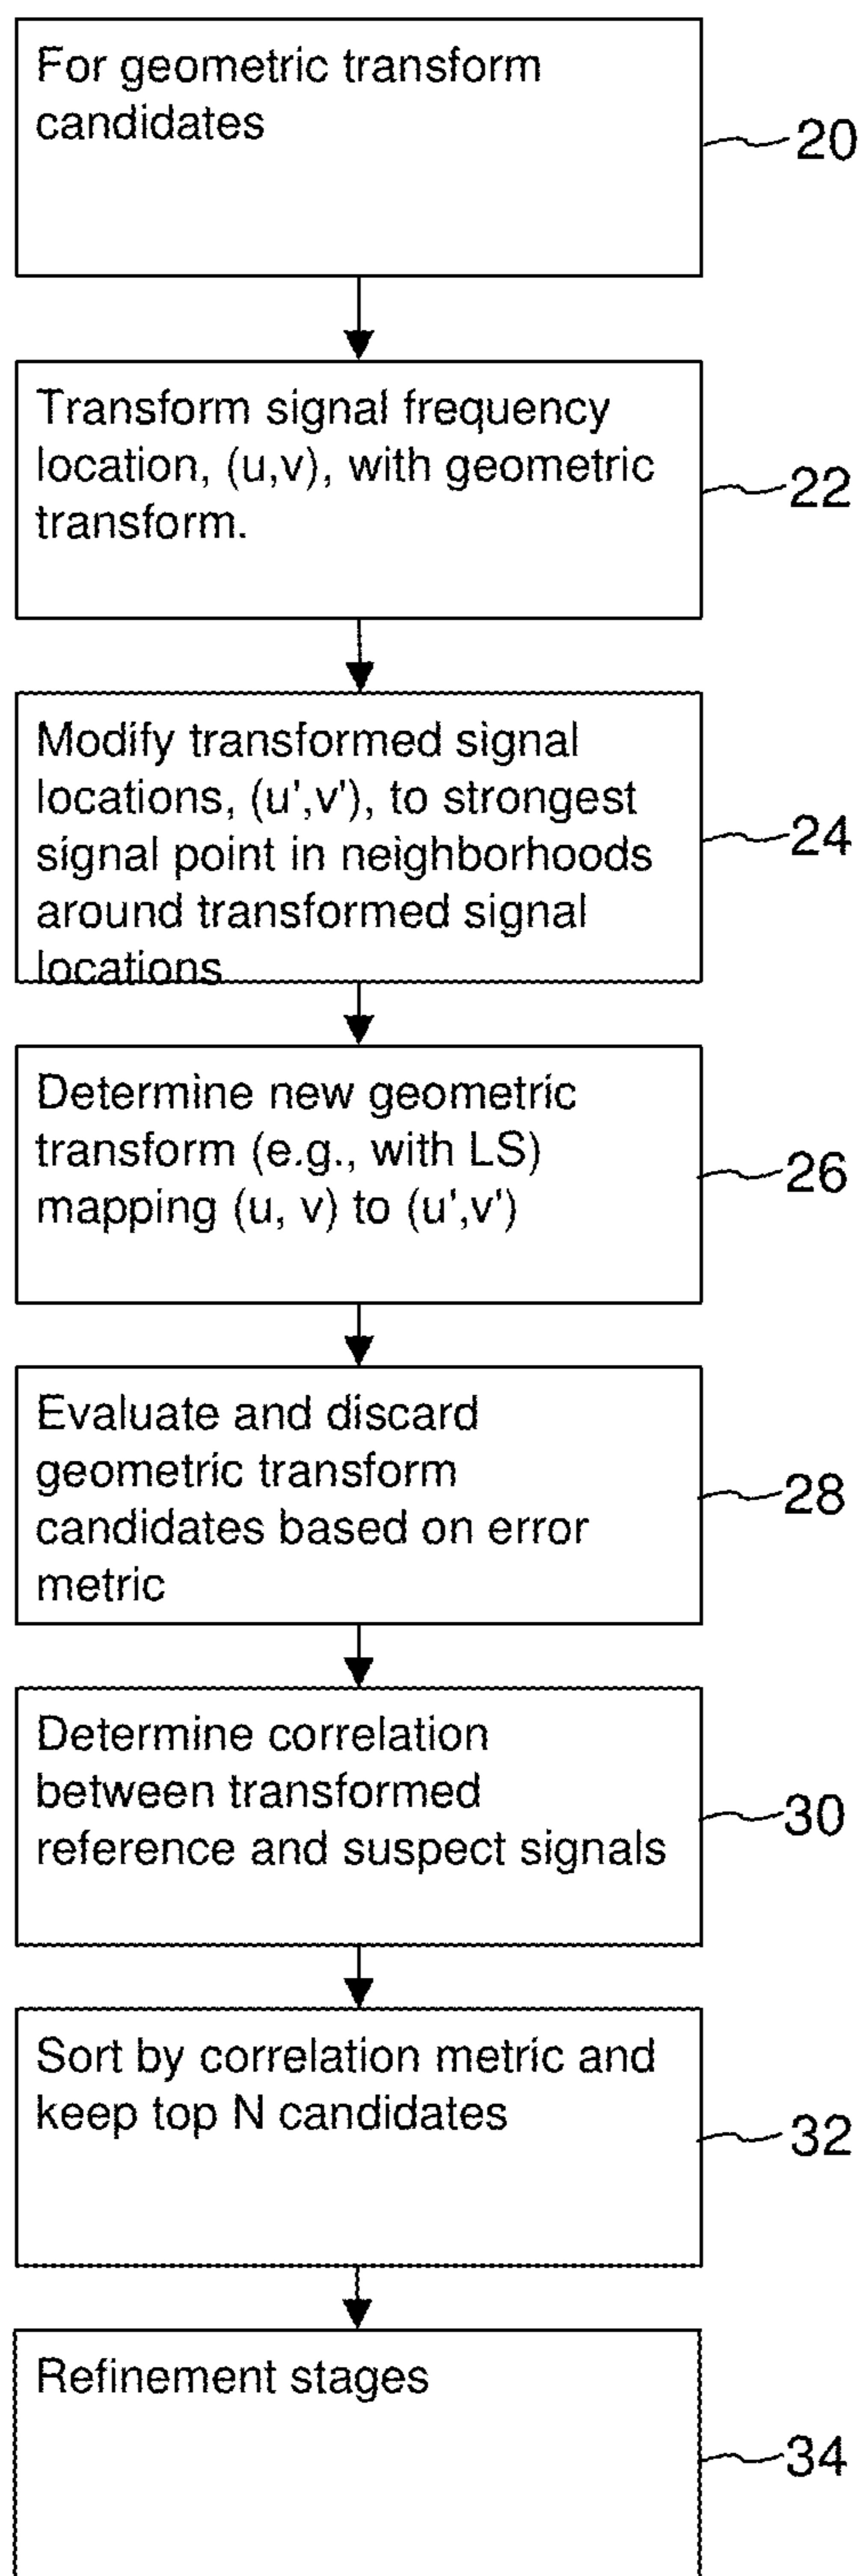 For geometric transform
candidates
20
Transform signal frequency
location, (u,v), with geometric
transform.
22
Modify transformed signal
locations, (u',v'), to strongest
signal point in neighborhoods
around transformed signal
locations
24
Determine new geometric
transform (e.g., with LS)
mapping (u, v) to (u',v')
26
Evaluate and discard
geometric transform
candidates based on error
metric
28
Determine correlation
between transformed
reference and suspect signals
30
Sort by correlation metric and
keep top N candidates
32
Refinement stages
34